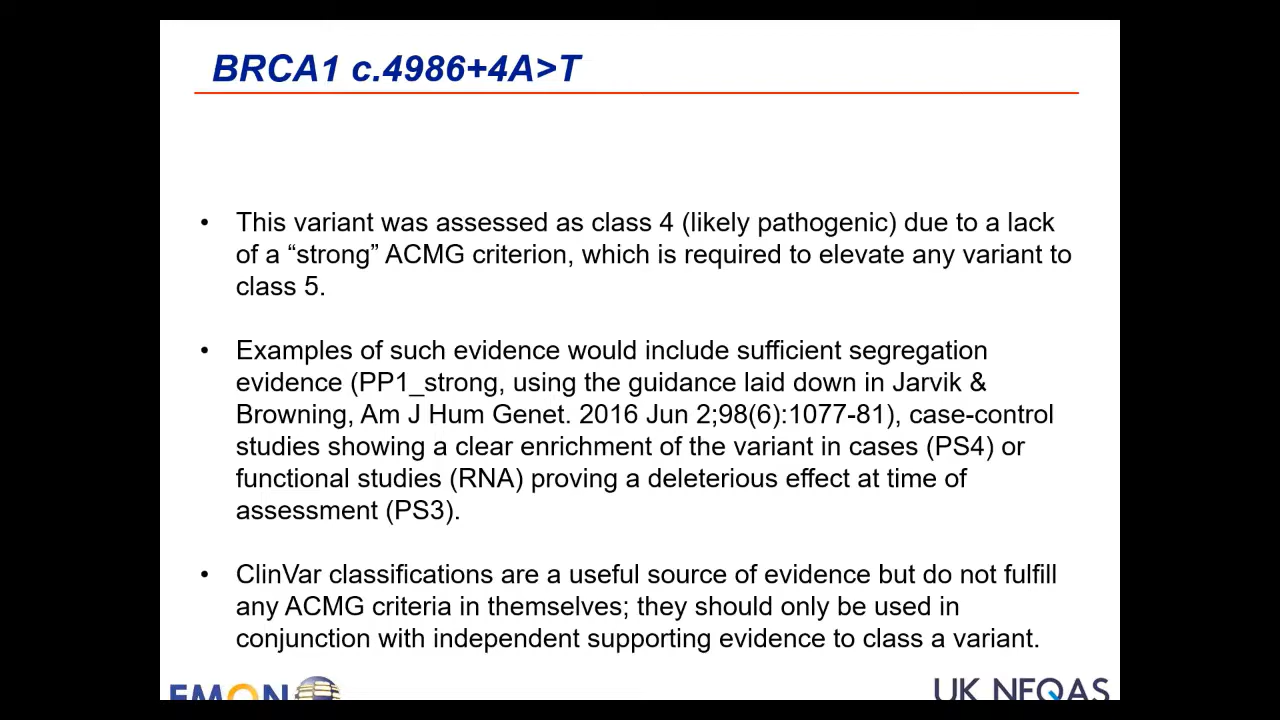 BRCA1 c.4986+4A>T
• This variant was assessed as class 4 (likely pathogenic) due to a lack
of a “strong” ACMG criterion, which is required to elevate any variant to
class 5.
• Examples of such evidence would include sufficient segregation
evidence (PP1_strong, using the guidance laid down in Jarvik &
Browning, Am J Hum Genet. 2016 Jun 2;98(6):1077-81), case-control
studies showing a clear enrichment of the variant in cases (PS4) or
functional studies (RNA) proving a deleterious effect at time of
assessment (PS3).
• ClinVar classifications are a useful source of evidence but do not fulfill
any ACMG criteria in themselves; they should only be used in
conjunction with independent supporting evidence to class a variant.
EMQN
UK NEQAS